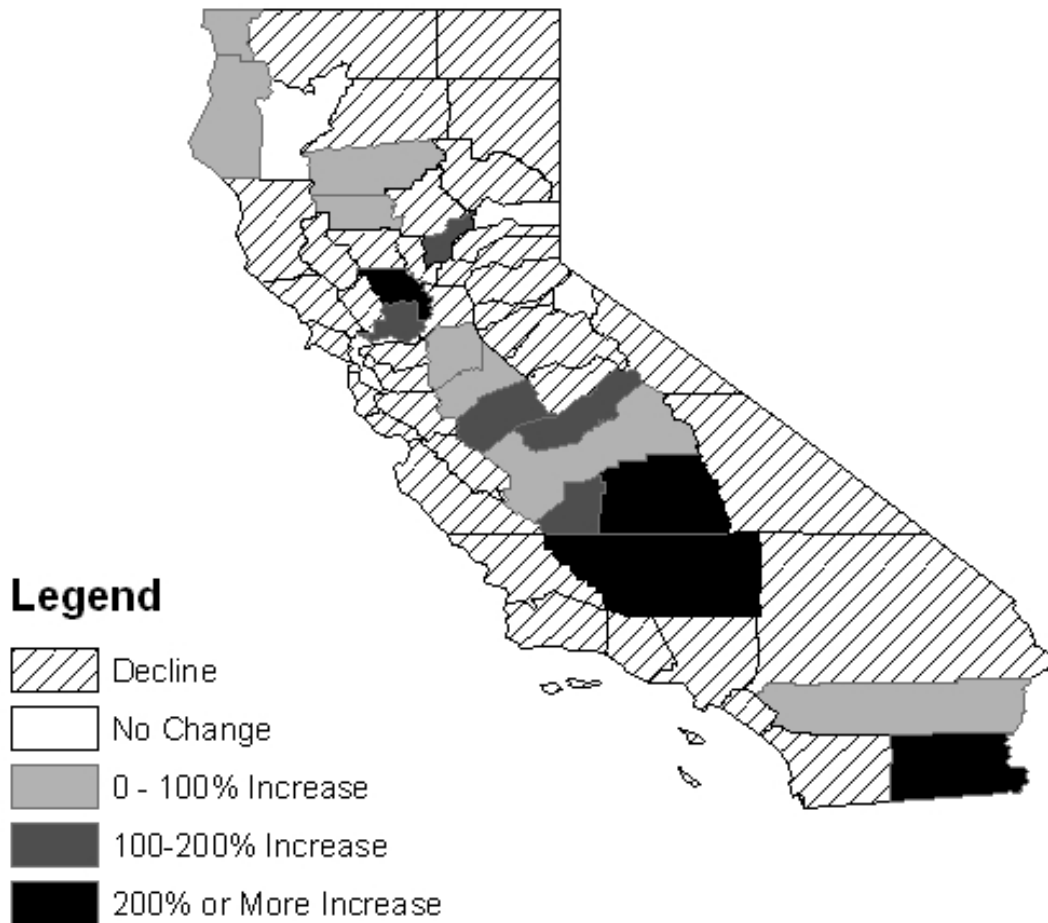 Legend
Decline
No Change
0 - 100% Increase
100-200% Increase
200% or More Increase